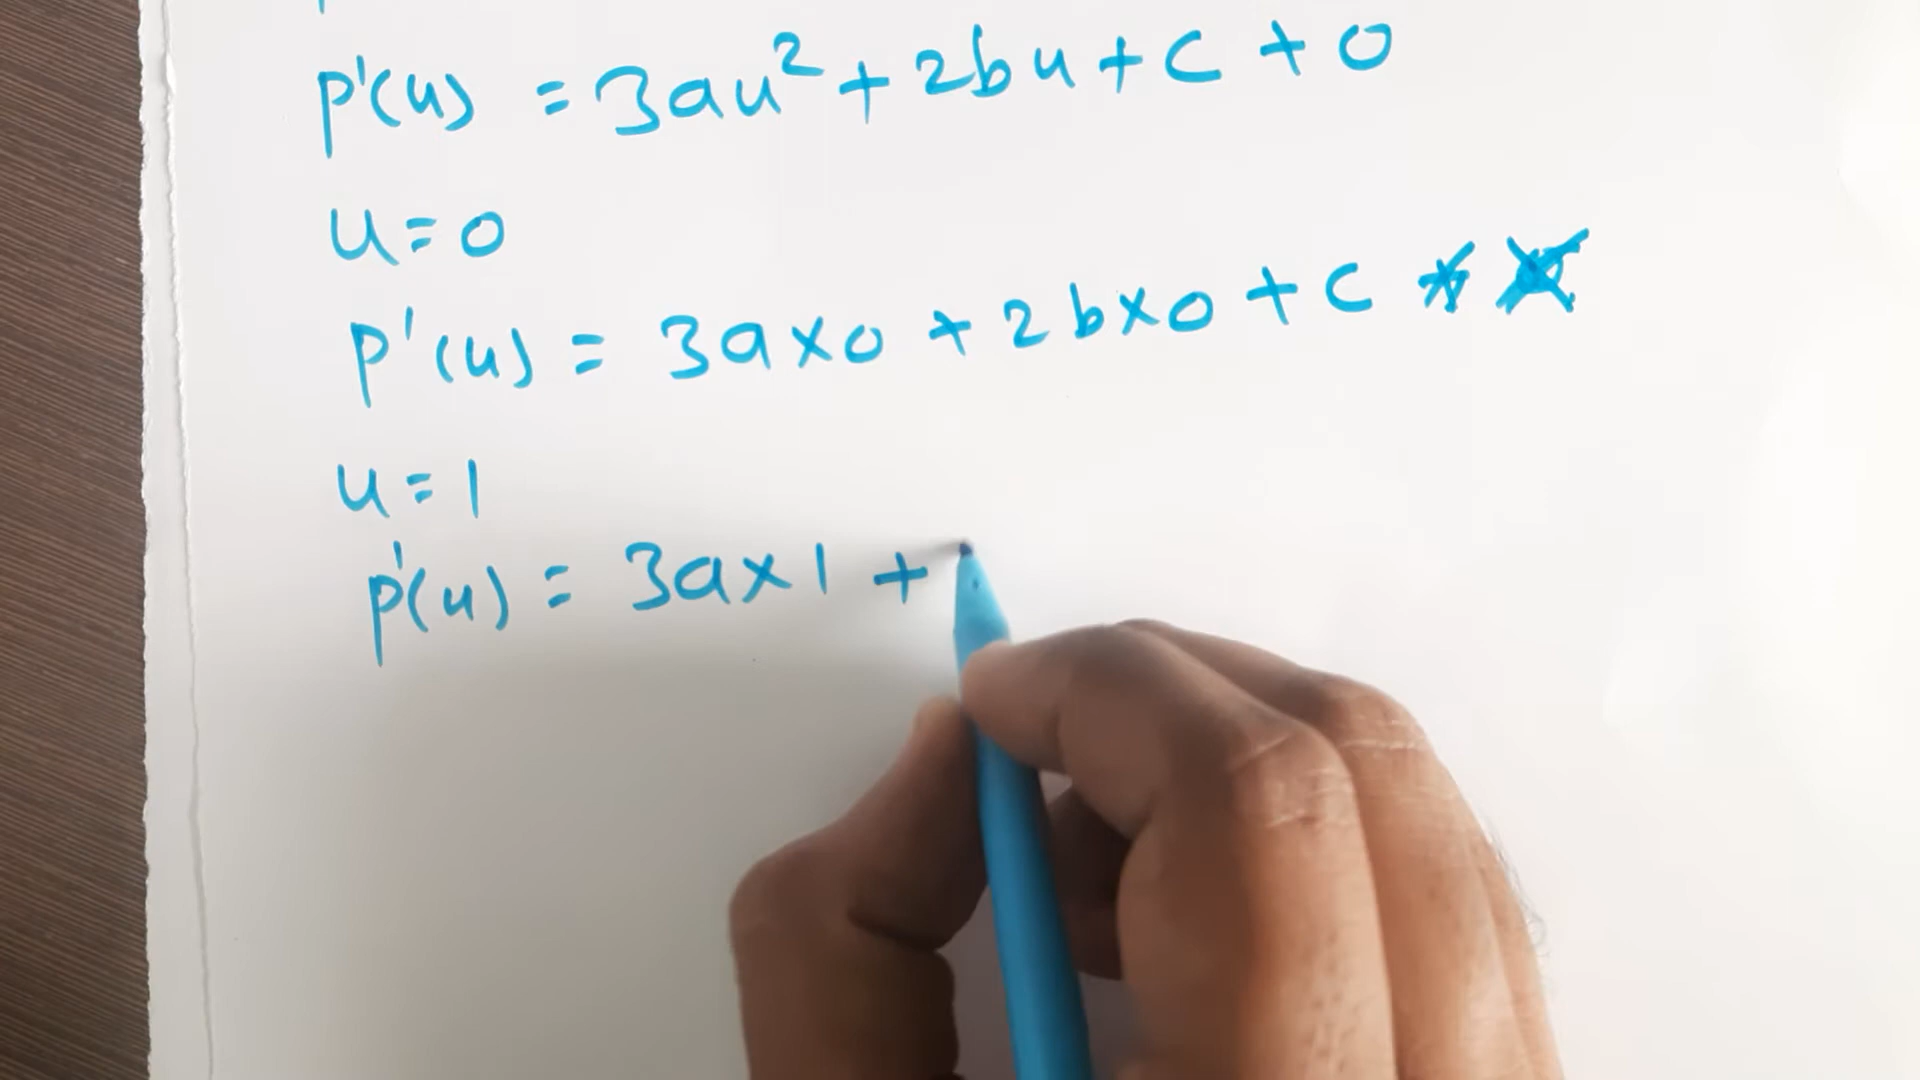 p'(u) = 3au² + 2bu + c + 0
u = 0
p'(u) = 3a×0 + 2b×0 + c
u = 1
p'(u) = 3a×1 +